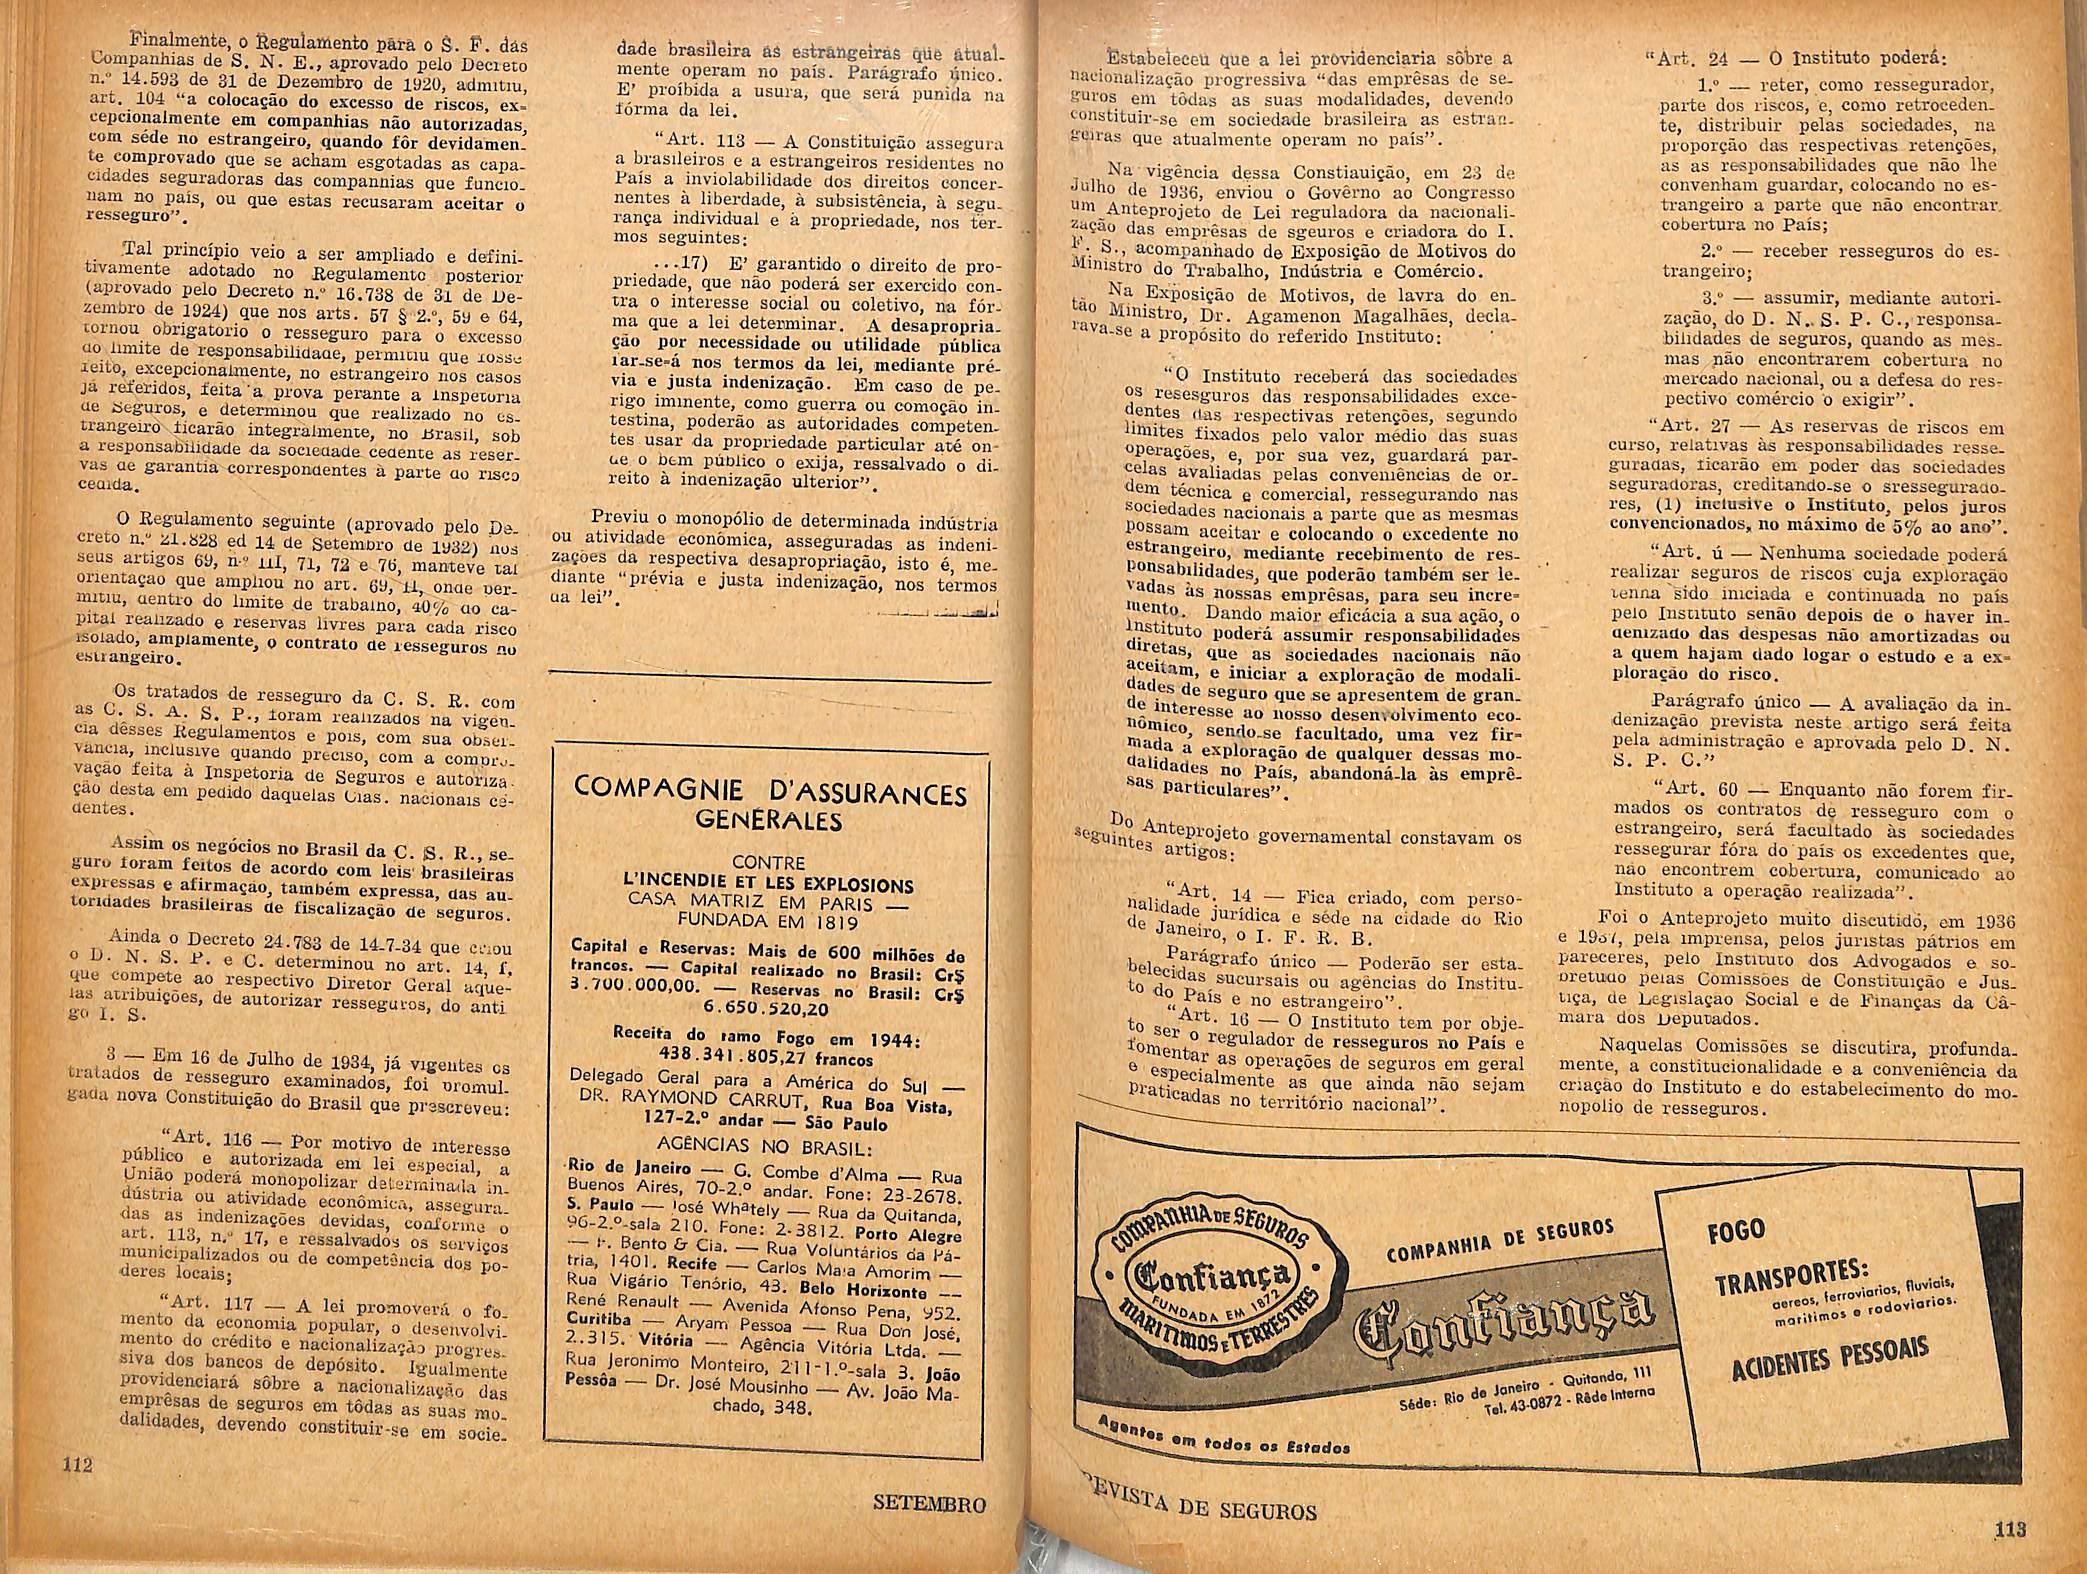 Finalmente, o Regulamento para o S. F. das
Companhias de S. N. E., aprovado pelo Decreto
n.º 14.593 de 31 de Dezembro de 1920, admitiu,
art. 104 "a colocação do excesso de riscos, ex-
cepcionalmente em companhias não autorizadas,
com séde no estrangeiro, quando fôr devidamen-
te comprovado que se acham esgotadas as capa-
cidades seguradoras das companhias que funcio-
nam no país, ou que estas recusaram aceitar o
resseguro".
Tal princípio veio a ser ampliado e defini-
tivamente adotado no Regulamento posterior
(aprovado pelo Decreto n.º 16.738 de 31 de De-
zembro de 1924) que nos arts. 57 § 2.º, 59 e 64,
tornou obrigatorio o resseguro para o excesso
do limite de responsabilidade, permitiu que fosse
feito, excepcionalmente, no estrangeiro nos casos
já referidos, feita a prova perante a Inspetoria
de Seguros, e determinou que realizado no es-
trangeiro ficarão integralmente, no Brasil, sob
a responsabilidade da sociedade cedente as reser-
vas de garantia correspondentes à parte do risco
cedida.
O Regulamento seguinte (aprovado pelo De-
creto n.º 21.828 ed 14 de Setembro de 1932) nos
seus artigos 69, n.º III, 71, 72 e 76, manteve tal
orientação que ampliou no art. 69, II, onde per-
mitiu, dentro do limite de trabalho, 40% do ca-
pital realizado e reservas livres para cada risco
isolado, amplamente, o contrato de resseguros no
estrangeiro.
Os tratados de resseguro da C. S. R. com
as C. S. A. S. P., foram realizados na vigen-
cia dêsses Regulamentos e pois, com sua obser-
vancia, inclusive quando preciso, com a compro-
vação feita à Inspetoria de Seguros e autoriza-
ção desta em pedido daquelas Cias. nacionais ce-
dentes.
Assim os negócios no Brasil da C. S. R., se-
guro foram feitos de acordo com leis brasileiras
expressas e afirmação, também expressa, das au-
toridades brasileiras de fiscalização de seguros.
Ainda o Decreto 24.783 de 14-7-34 que criou
o D. N. S. P. e C. determinou no art. 14, f,
que compete ao respectivo Diretor Geral aque-
las atribuições, de autorizar resseguros, do anti
go I. S.
3 — Em 16 de Julho de 1934, já vigentes os
tratados de resseguro examinados, foi promul-
gada nova Constituição do Brasil que prescreveu:
"Art. 116 — Por motivo de interesse
público e autorizada em lei especial, a
União poderá monopolizar determinada in-
dústria ou atividade econômica, assegura-
das as indenizações devidas, conforme o
art. 113, n.º 17, e ressalvados os serviços
municipalizados ou de competência dos po-
deres locais;
"Art. 117 — A lei promoverá o fo-
mento da economia popular, o desenvolvi-
mento do crédito e nacionalização progres-
siva dos bancos de depósito. Igualmente
providenciará sôbre a nacionalização das
emprêsas de seguros em tôdas as suas mo-
dalidades, devendo constituir-se em socie-
112
dade brasileira as estrangeiras que atual-
mente operam no país. Parágrafo único.
E' proíbida a usura, que será punida na
fórma da lei.
"Art. 113 — A Constituição assegura
a brasileiros e a estrangeiros residentes no
País a inviolabilidade dos direitos concer-
nentes à liberdade, à subsistência, à segu-
rança individual e à propriedade, nos têr-
mos seguintes:
...17) E' garantido o direito de pro-
priedade, que não poderá ser exercido con-
tra o interesse social ou coletivo, na fór-
ma que a lei determinar. A desapropria-
ção por necessidade ou utilidade pública
far-se-á nos termos da lei, mediante pré-
via e justa indenização. Em caso de pe-
rigo iminente, como guerra ou comoção in-
testina, poderão as autoridades competen-
tes usar da propriedade particular até on-
de o bem público o exija, ressalvado o di-
reito à indenização ulterior".
Previu o monopólio de determinada indústria
ou atividade econômica, asseguradas as indeni-
zações da respectiva desapropriação, isto é, me-
diante "prévia e justa indenização, nos termos
da lei".
COMPAGNIE D'ASSURANCES
GENÉRALES
CONTRE
L'INCENDIE ET LES EXPLOSIONS
CASA MATRIZ EM PARIS —
FUNDADA EM 1819
Capital e Reservas: Mais de 600 milhões de
francos. — Capital realizado no Brasil: Cr$
3.700.000,00. — Reservas no Brasil: Cr$
6.650.520,20
Receita do ramo Fogo em 1944:
438.341.805,27 francos
Delegado Geral para a América do Sul —
DR. RAYMOND CARRUT, Rua Boa Vista,
127-2.º andar — São Paulo
AGÊNCIAS NO BRASIL:
Rio de Janeiro — G. Combe d'Alma — Rua
Buenos Aires, 70-2.º andar. Fone: 23-2678.
S. Paulo — José Whately — Rua da Quitanda,
96-2.º-sala 210. Fone: 2-3812. Porto Alegre
— F. Bento & Cia. — Rua Voluntários da Pá-
tria, 1401. Recife — Carlos Maia Amorim —
Rua Vigário Tenório, 43. Belo Horizonte —
René Renault — Avenida Afonso Pena, 952.
Curitiba — Aryam Pessoa — Rua Don José,
2.315. Vitória — Agência Vitória Ltda. —
Rua Jeronimo Monteiro, 211-1.º-sala 3. João
Pessôa — Dr. José Mousinho — Av. João Ma-
chado, 348.
SETEMBRO
Estabeleceu que a lei providenciaria sôbre a
nacionalização progressiva "das emprêsas de se-
guros em tôdas as suas modalidades, devendo
constituir-se em sociedade brasileira as estran-
geiras que atualmente operam no país".
Na vigência dessa Constiauição, em 23 de
Julho de 1936, enviou o Govêrno ao Congresso
um Anteprojeto de Lei reguladora da nacionali-
zação das emprêsas de sgeuros e criadora do I.
F. S., acompanhado de Exposição de Motivos do
Ministro do Trabalho, Indústria e Comércio.
Na Exposição de Motivos, de lavra do en-
tão Ministro, Dr. Agamenon Magalhães, decla-
rava-se a propósito do referido Instituto:
"O Instituto receberá das sociedades
os resesguros das responsabilidades exce-
dentes das respectivas retenções, segundo
limites fixados pelo valor médio das suas
operações, e, por sua vez, guardará par-
celas avaliadas pelas conveniências de or-
dem técnica e comercial, ressegurando nas
sociedades nacionais a parte que as mesmas
possam aceitar e colocando o excedente no
estrangeiro, mediante recebimento de res-
ponsabilidades, que poderão também ser le-
vadas às nossas emprêsas, para seu incre-
mento. Dando maior eficácia a sua ação, o
Instituto poderá assumir responsabilidades
diretas, que as sociedades nacionais não
aceitam, e iniciar a exploração de modali-
dades de seguro que se apresentem de gran-
de interesse ao nosso desenvolvimento eco-
nômico, sendo-se facultado, uma vez fir-
mada a exploração de qualquer dessas mo-
dalidades no País, abandoná-la às emprê-
sas particulares".
Do Anteprojeto governamental constavam os
seguintes artigos:
"Art. 14 — Fica criado, com perso-
nalidade jurídica e séde na cidade do Rio
de Janeiro, o I. F. R. B.
Parágrafo único — Poderão ser esta-
belecidas sucursais ou agências do Institu-
to do País e no estrangeiro".
"Art. 16 — O Instituto tem por obje-
to ser o regulador de resseguros no País e
fomentar as operações de seguros em geral
e especialmente as que ainda não sejam
praticadas no território nacional".
"Art. 24 — O Instituto poderá:
1.º — reter, como ressegurador,
parte dos riscos, e, como retroceden-
te, distribuir pelas sociedades, na
proporção das respectivas retenções,
as as responsabilidades que não lhe
convenham guardar, colocando no es-
trangeiro a parte que não encontrar
cobertura no País;
2.º — receber resseguros do es-
trangeiro;
3.º — assumir, mediante autori-
zação, do D. N. S. P. C., responsa-
bilidades de seguros, quando as mes-
mas não encontrarem cobertura no
mercado nacional, ou a defesa do res-
pectivo comércio o exigir".
"Art. 27 — As reservas de riscos em
curso, relativas às responsabilidades resse-
guradas, ficarão em poder das sociedades
seguradoras, creditando-se o sressegurado-
res, (1) inclusive o Instituto, pelos juros
convencionados, no máximo de 5% ao ano".
"Art. ú — Nenhuma sociedade poderá
realizar seguros de riscos cuja exploração
tenha sido iniciada e continuada no país
pelo Instituto senão depois de o haver in-
denizado das despesas não amortizadas ou
a quem hajam dado logar o estudo e a ex-
ploração do risco.
Parágrafo único — A avaliação da in-
denização prevista neste artigo será feita
pela administração e aprovada pelo D. N.
S. P. C."
"Art. 60 — Enquanto não forem fir-
mados os contratos de resseguro com o
estrangeiro, será facultado às sociedades
ressegurar fóra do país os excedentes que,
não encontrem cobertura, comunicado ao
Instituto a operação realizada".
Foi o Anteprojeto muito discutido, em 1936
e 1937, pela imprensa, pelos juristas pátrios em
pareceres, pelo Instituto dos Advogados e so-
bretudo pelas Comissões de Constituição e Jus-
tiça, de Legislação Social e de Finanças da Câ-
mara dos Deputados.
Naquelas Comissões se discutira, profunda-
mente, a constitucionalidade e a conveniência da
criação do Instituto e do estabelecimento do mo-
nopolio de resseguros.
COMPANHIA DE SEGUROS
Confiança
FUNDADA EM 1872
MARITIMOS E TERRESTRES
COMPANHIA DE SEGUROS
Confiança
Séde: Rio de Janeiro - Quitanda, 111
Tel. 43-0872 - Rêde Interna
Agentes em todos os Estados
FOGO
TRANSPORTES:
aereos, ferroviarios, fluviais,
maritimos e rodoviarios.
ACIDENTES PESSOAIS
REVISTA DE SEGUROS
113